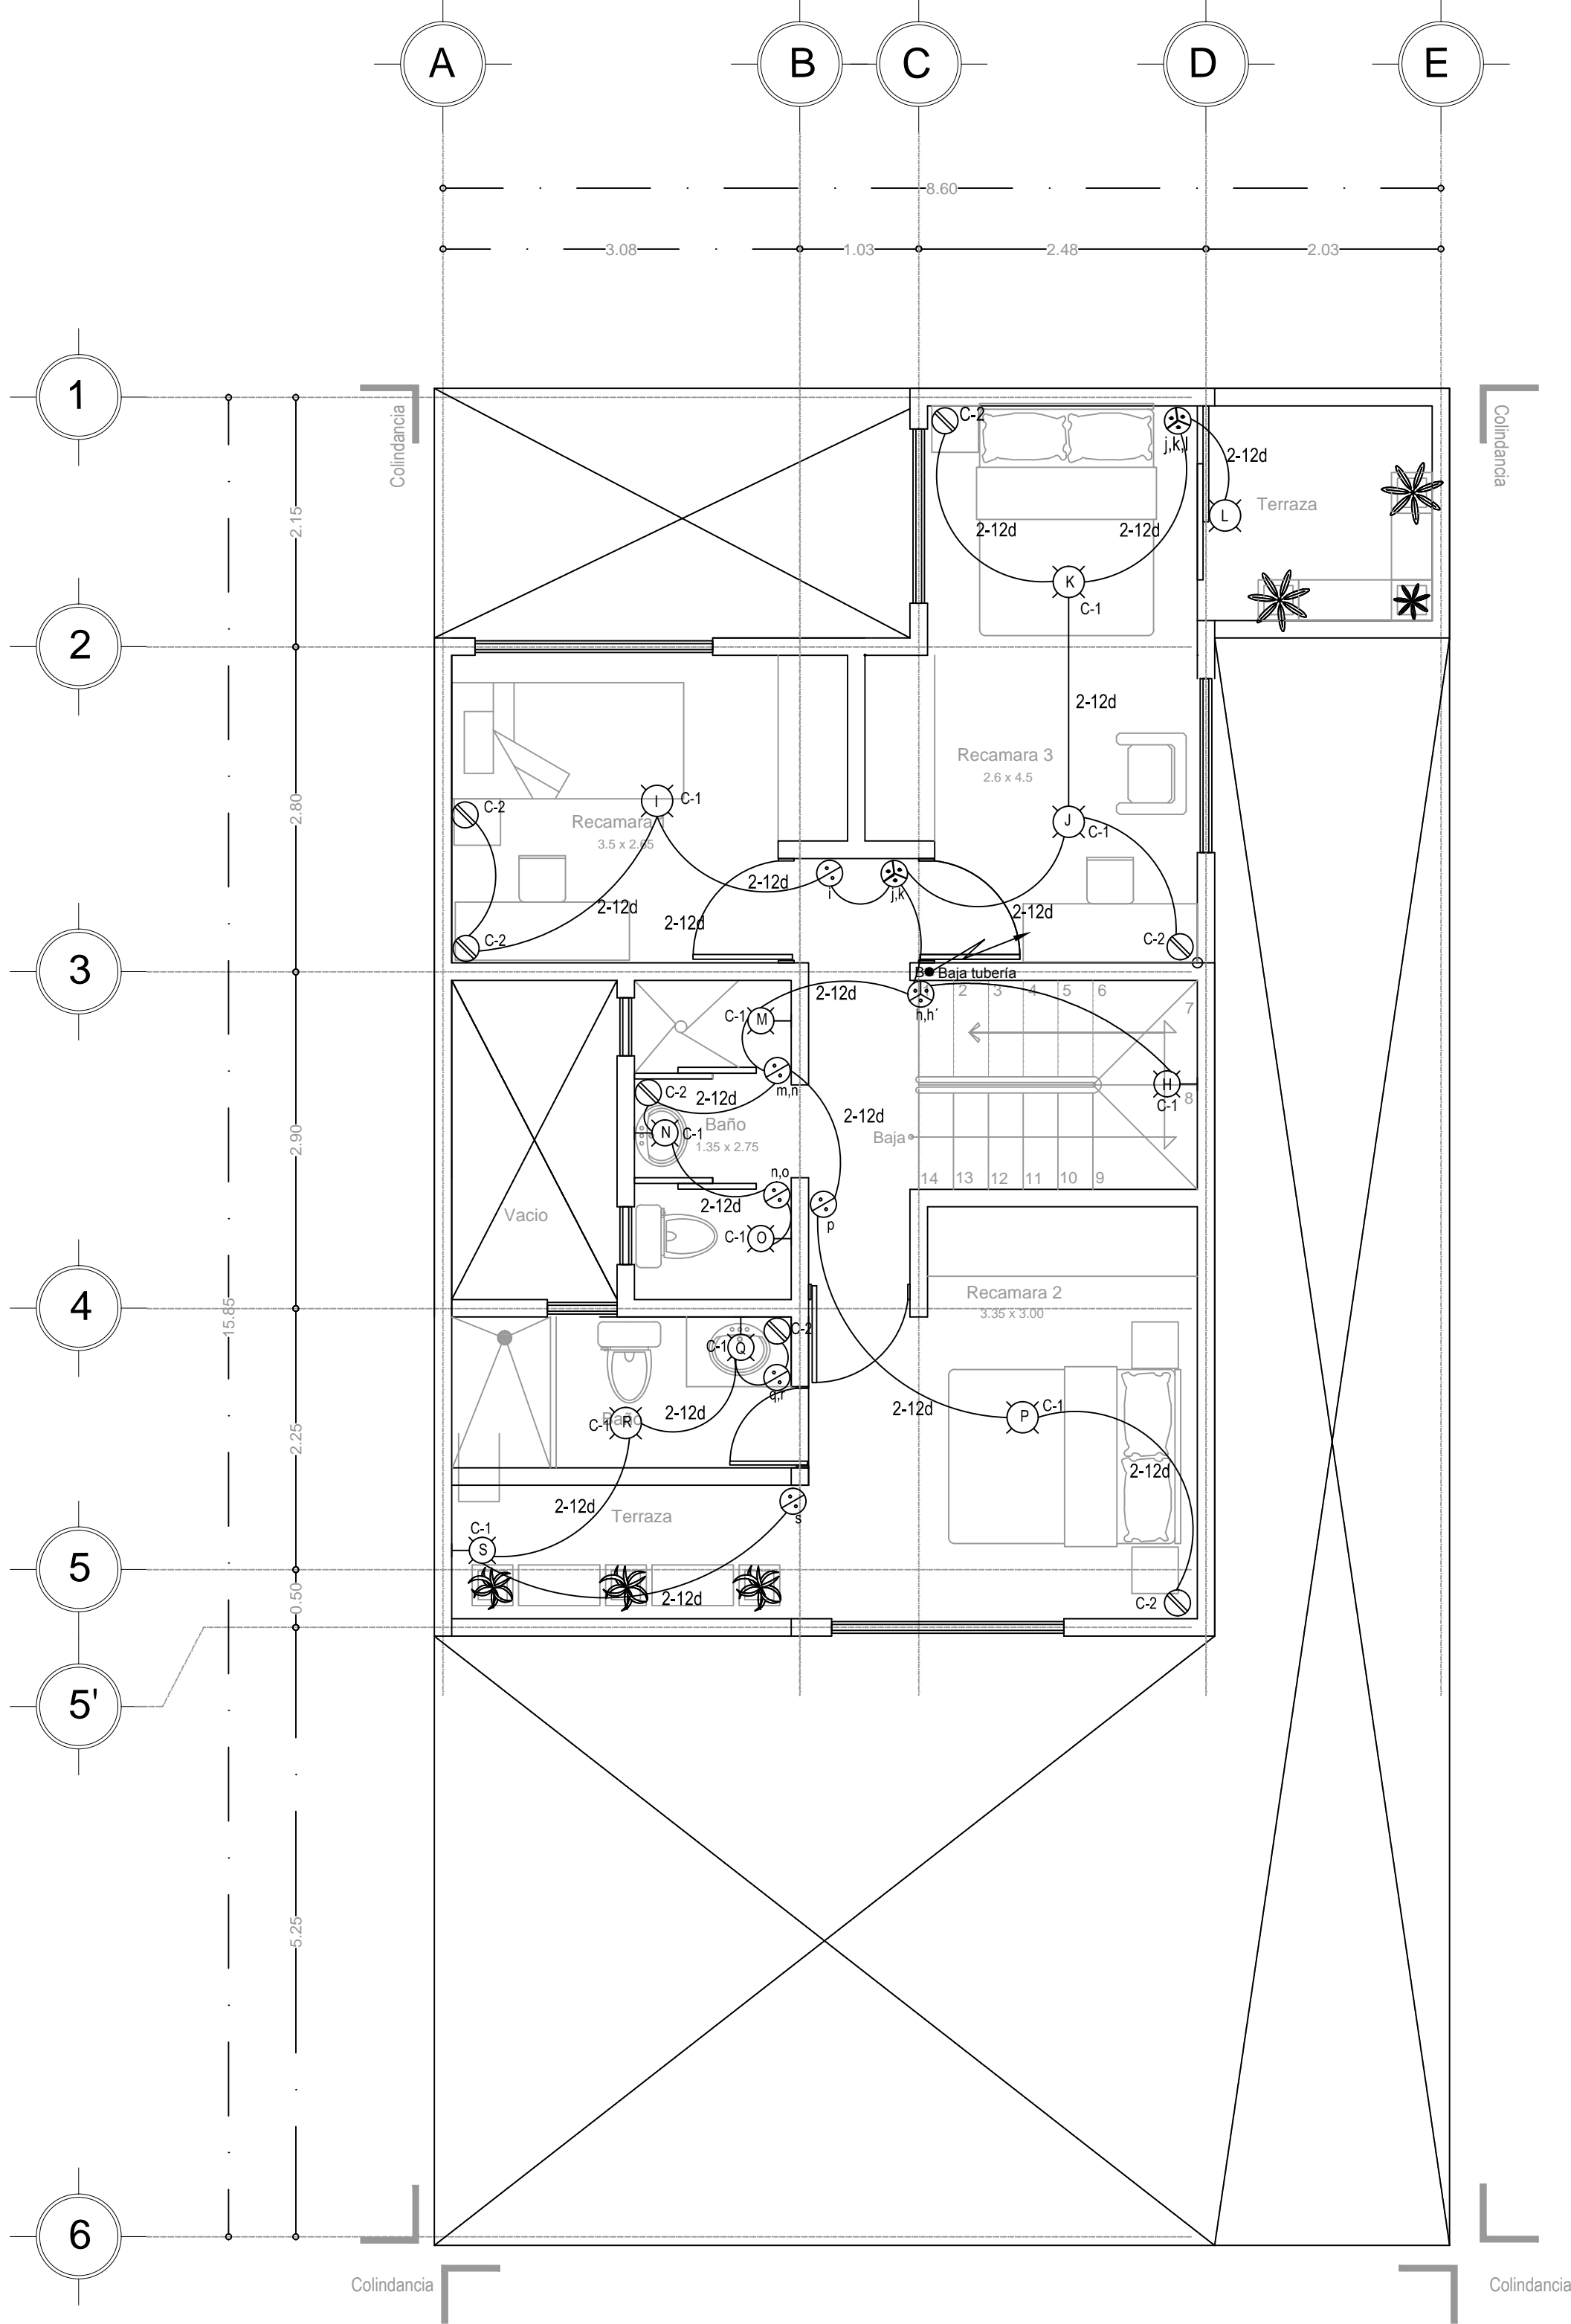 A B C D E
8.60
3.08 1.03 2.48 2.03
1
Colindancia
Colindancia
C-2
j,k,l
2-12d
L
Terraza
2.15
2-12d
2-12d
K
C-1
2
2-12d
Recamara 3
2.6 x 4.5
2.80
I
C-1
C-2
Recamara 1
3.5 x 2.65
J
C-1
2-12d
i
j,k
2-12d
2-12d
2-12d
C-2
C-2
3
B
Baja tubería
2-12d
h,h´
2
3
4
5
6
7
C-1
M
m,n
H
C-1
8
C-2
2-12d
2-12d
N
C-1
Baño
1.35 x 2.75
Baja
2.90
n,o
14
13
12
11
10
9
2-12d
p
Vacio
C-1
O
Recamara 2
3.35 x 3.00
4
15.85
C-2
C-1
Q
q,r
2-12d
P
C-1
C-1
R
Baño
2-12d
2.25
2-12d
2-12d
Terraza
s
C-1
S
5
2-12d
C-2
0.50
5'
5.25
6
Colindancia
Colindancia